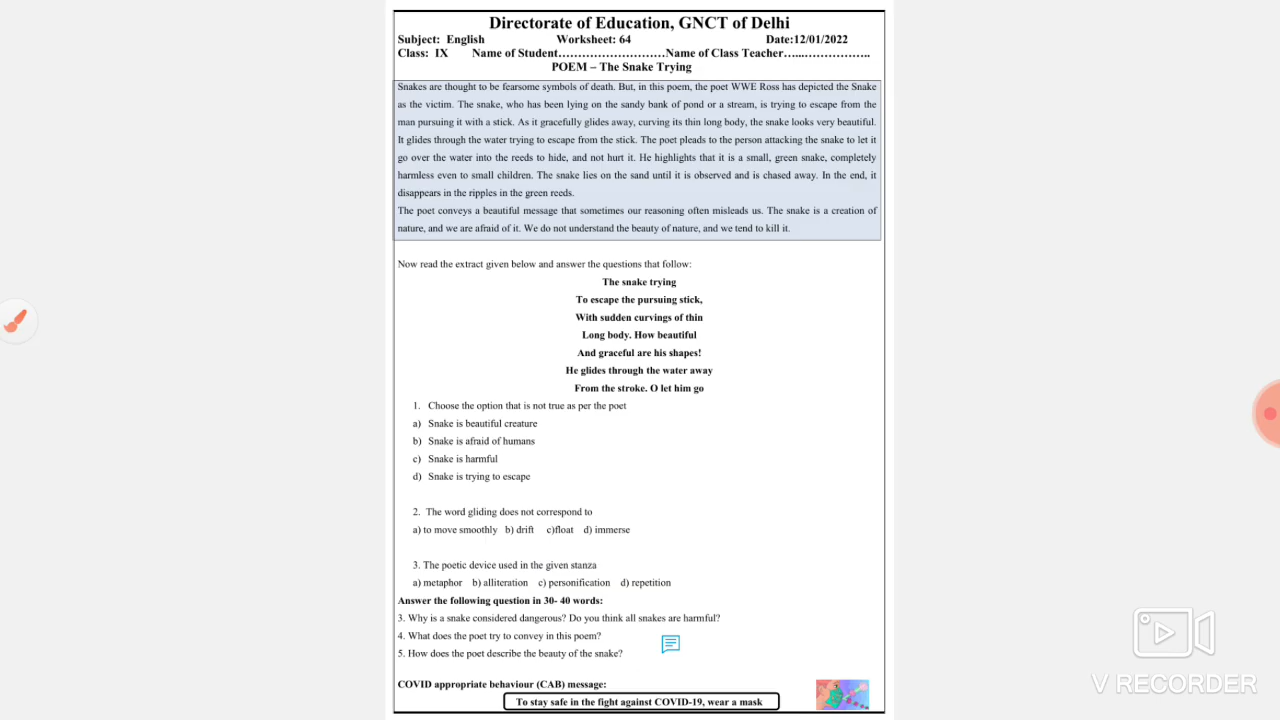 Directorate of Education, GNCT of Delhi
Subject: English Worksheet: 64 Date:12/01/2022
Class: IX Name of Student………………………Name of Class Teacher…...……………..
POEM – The Snake Trying
Snakes are thought to be fearsome symbols of death. But, in this poem, the poet WWE Ross has depicted the Snake
as the victim. The snake, who has been lying on the sandy bank of pond or a stream, is trying to escape from the
man pursuing it with a stick. As it gracefully glides away, curving its thin long body, the snake looks very beautiful.
It glides through the water trying to escape from the stick. The poet pleads to the person attacking the snake to let it
go over the water into the reeds to hide, and not hurt it. He highlights that it is a small, green snake, completely
harmless even to small children. The snake lies on the sand until it is observed and is chased away. In the end, it
disappears in the ripples in the green reeds.
The poet conveys a beautiful message that sometimes our reasoning often misleads us. The snake is a creation of
nature, and we are afraid of it. We do not understand the beauty of nature, and we tend to kill it.
Now read the extract given below and answer the questions that follow:
The snake trying
To escape the pursuing stick,
With sudden curvings of thin
Long body. How beautiful
And graceful are his shapes!
He glides through the water away
From the stroke. O let him go
1. Choose the option that is not true as per the poet
a) Snake is beautiful creature
b) Snake is afraid of humans
c) Snake is harmful
d) Snake is trying to escape
2. The word gliding does not correspond to
a) to move smoothly b) drift c)float d) immerse
3. The poetic device used in the given stanza
a) metaphor b) alliteration c) personification d) repetition
Answer the following question in 30- 40 words:
3. Why is a snake considered dangerous? Do you think all snakes are harmful?
4. What does the poet try to convey in this poem?
5. How does the poet describe the beauty of the snake?
COVID appropriate behaviour (CAB) message:
To stay safe in the fight against COVID-19, wear a mask
V RECORDER